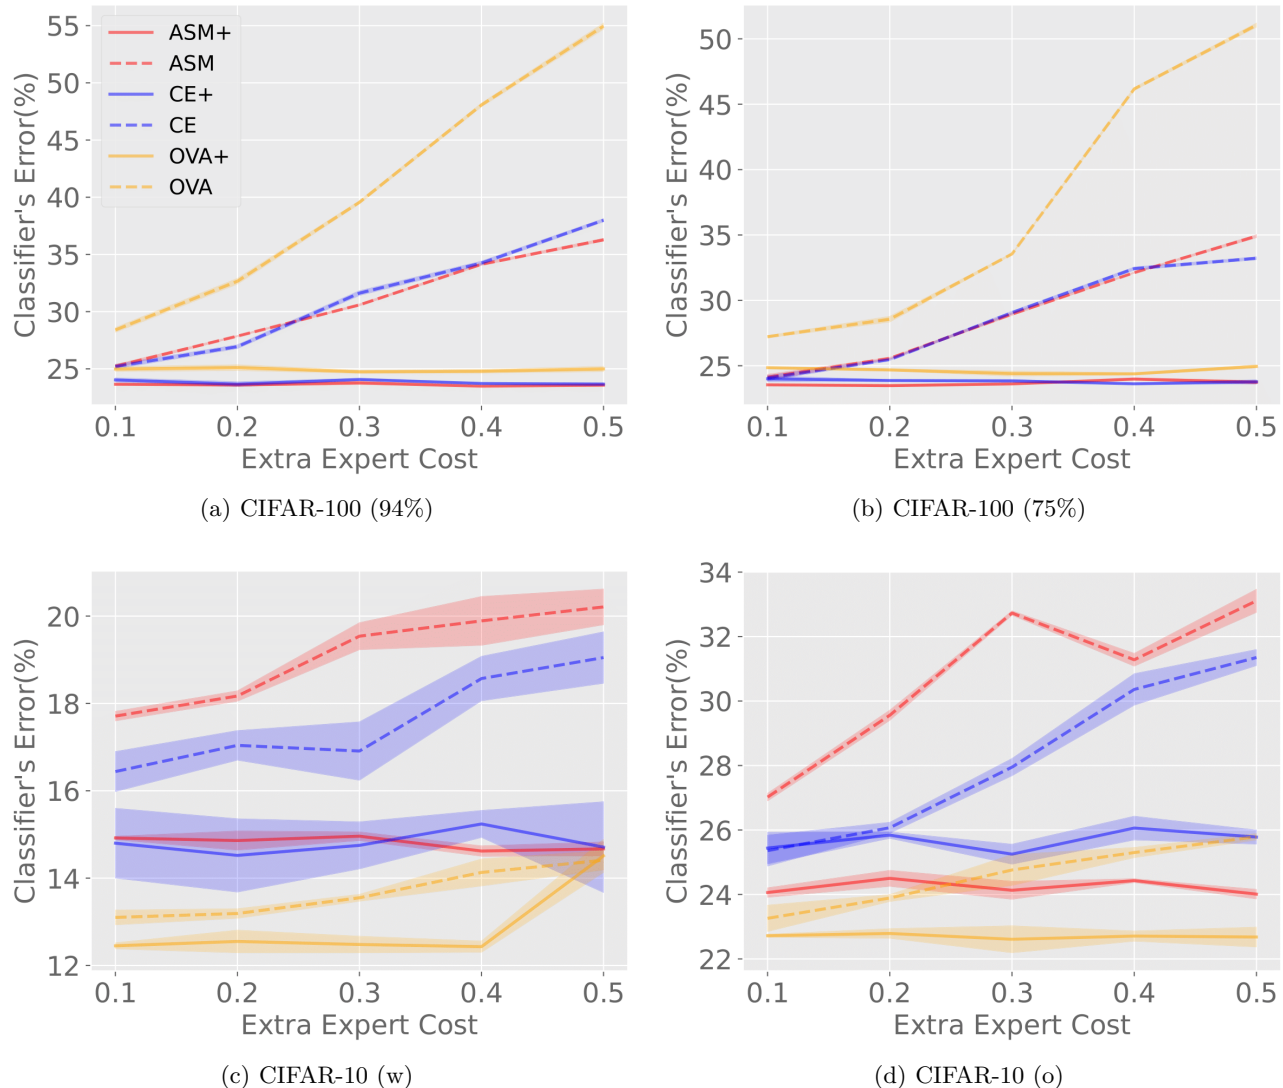 55
50
45
40
35
30
25
Classifier's Error(%)
ASM+
ASM
CE+
CE
OVA+
OVA
0.1 0.2 0.3 0.4 0.5
Extra Expert Cost
(a) CIFAR-100 (94%)
50
45
40
35
30
25
Classifier's Error(%)
0.1 0.2 0.3 0.4 0.5
Extra Expert Cost
(b) CIFAR-100 (75%)
20
18
16
14
12
Classifier's Error(%)
0.1 0.2 0.3 0.4 0.5
Extra Expert Cost
(c) CIFAR-10 (w)
34
32
30
28
26
24
22
Classifier's Error(%)
0.1 0.2 0.3 0.4 0.5
Extra Expert Cost
(d) CIFAR-10 (o)